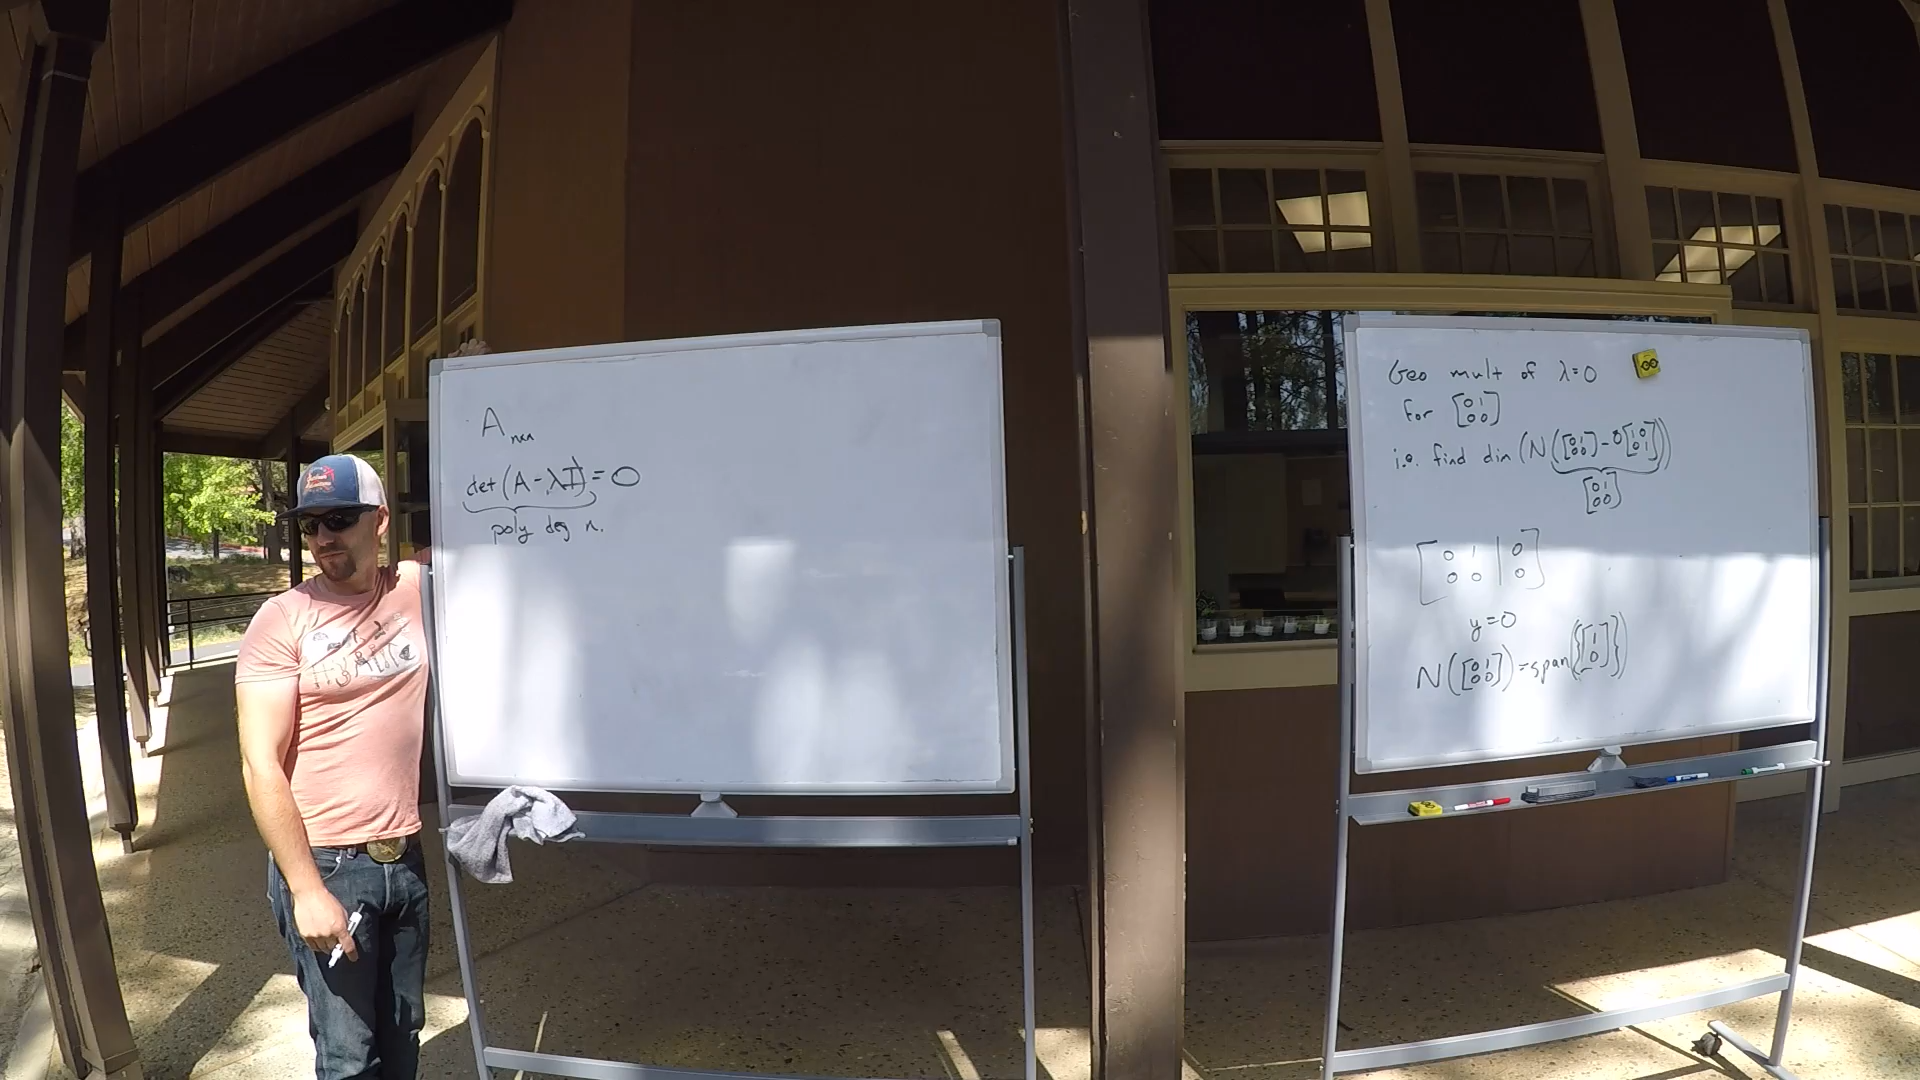 A nxn
det(A - λI) = 0
poly deg n.
Geo mult of λ=0
for [0 1; 0 0]
i.e. find dim (N([0 1; 0 0] - 0[1 0; 0 1]))
[0 1; 0 0]
[0 1 | 0; 0 0 | 0]
y=0
N([0 1; 0 0]) = span({[1; 0]})